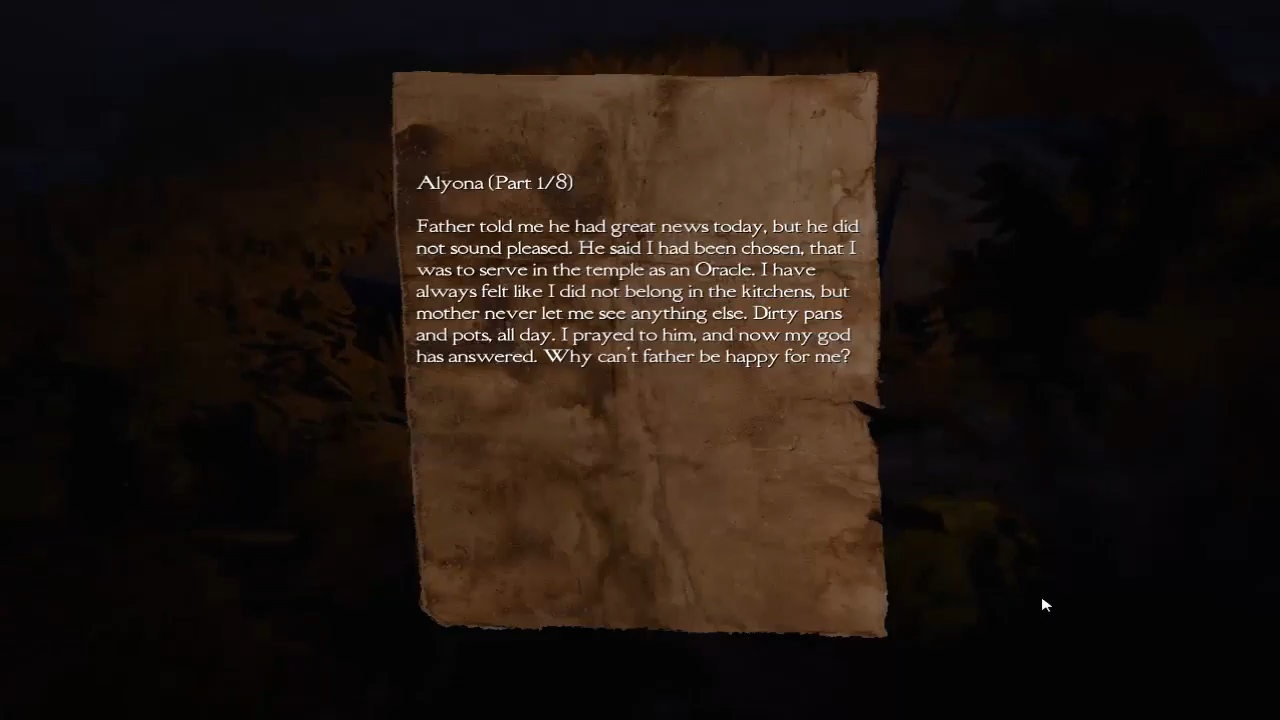 Alyona (Part 1/8)
Father told me he had great news today, but he did
not sound pleased. He said I had been chosen, that I
was to serve in the temple as an Oracle. I have
always felt like I did not belong in the kitchens, but
mother never let me see anything else. Dirty pans
and pots, all day. I prayed to him, and now my god
has answered. Why can't father be happy for me?